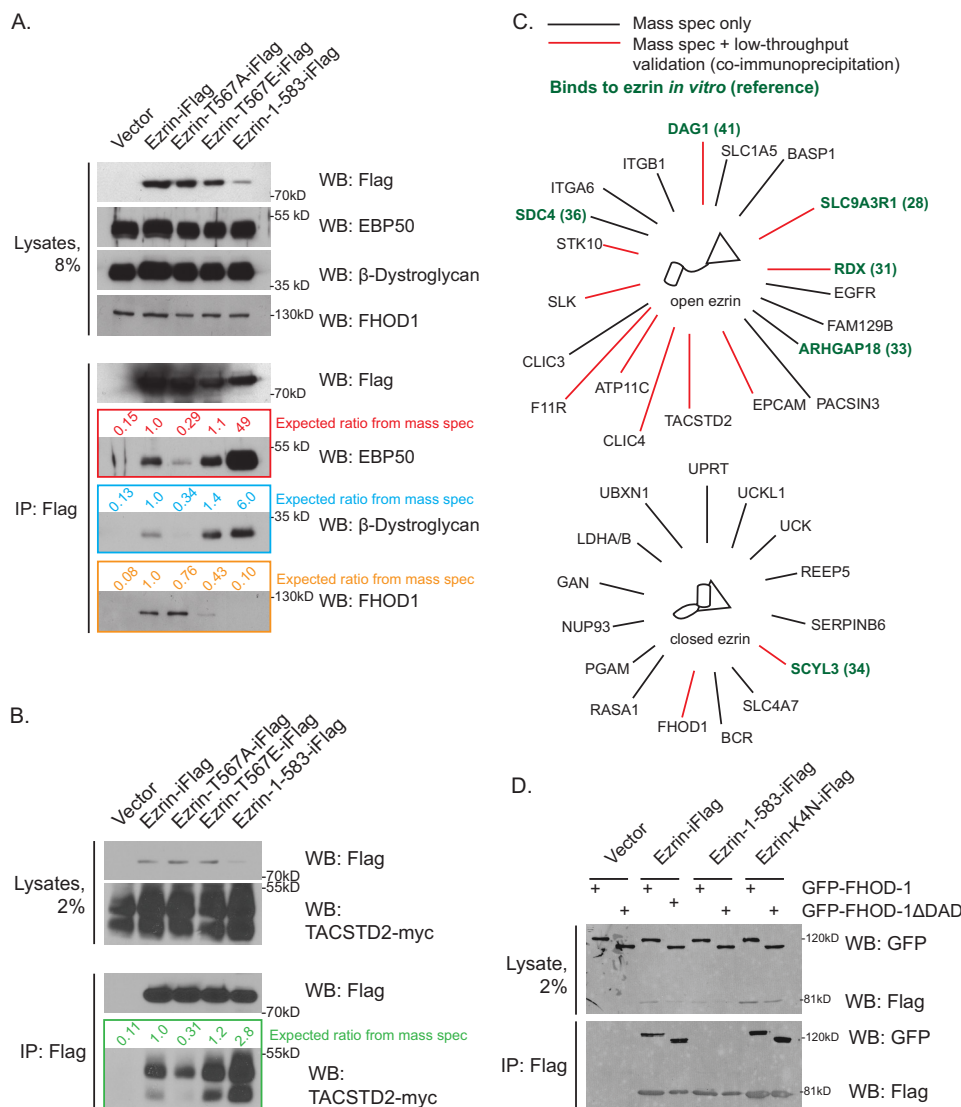 A.
Vector
Ezrin-iFlag
Ezrin-T567A-iFlag
Ezrin-T567E-iFlag
Ezrin-1-583-iFlag
Lysates,
8%
WB: Flag
-70kD
-55 kD
WB: EBP50
WB: β-Dystroglycan
-35 kD
-130kD
WB: FHOD1
IP: Flag
WB: Flag
-70kD
0.15 1.0 0.29 1.1 49
Expected ratio from mass spec
-55 kD
WB: EBP50
0.13 1.0 0.34 1.4 6.0
Expected ratio from mass spec
-35 kD
WB: β-Dystroglycan
0.08 1.0 0.76 0.43 0.10
Expected ratio from mass spec
-130kD
WB: FHOD1
B.
Vector
Ezrin-iFlag
Ezrin-T567A-iFlag
Ezrin-T567E-iFlag
Ezrin-1-583-iFlag
Lysates,
2%
WB: Flag
-70kD
-55kD
WB:
TACSTD2-myc
IP: Flag
WB: Flag
-70kD
0.11 1.0 0.31 1.2 2.8
Expected ratio from mass spec
-55kD
WB:
TACSTD2-myc
C.
Mass spec only
Mass spec + low-throughput
validation (co-immunoprecipitation)
Binds to ezrin in vitro (reference)
DAG1 (41)
SLC1A5
BASP1
ITGB1
ITGA6
SDC4 (36)
SLC9A3R1 (28)
STK10
RDX (31)
EGFR
SLK
open ezrin
FAM129B
ARHGAP18 (33)
CLIC3
ATP11C
F11R
EPCAM
PACSIN3
TACSTD2
CLIC4
UPRT
UBXN1
UCKL1
LDHA/B
UCK
GAN
REEP5
NUP93
SERPINB6
closed ezrin
PGAM
SCYL3 (34)
RASA1
SLC4A7
FHOD1
BCR
D.
Vector
Ezrin-iFlag
Ezrin-1-583-iFlag
Ezrin-K4N-iFlag
+ + + + GFP-FHOD-1
+ + + + GFP-FHOD-1ΔDAD
Lysate,
2%
-120kD
WB: GFP
-81kD
WB: Flag
IP: Flag
-120kD
WB: GFP
-81kD
WB: Flag